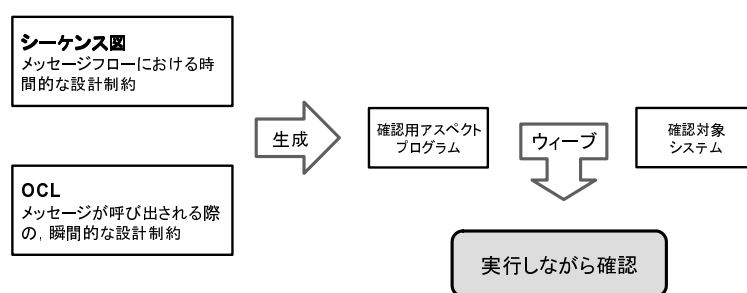 シーケンス図
メッセージフローにおける時
間的な設計制約
生成
確認用アスペクト
プログラム
ウィーブ
確認対象
システム
OCL
メッセージが呼び出される際
の, 瞬間的な設計制約
実行しながら確認